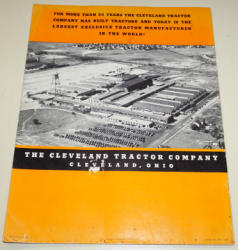 FOR MORE THAN 20 YEARS THE CLEVELAND TRACTOR
COMPANY HAS BUILT TRACTORS AND TODAY IS THE
LARGEST EXCLUSIVE TRACTOR MANUFACTURER
IN THE WORLD!
THE CLEVELAND TRACTOR COMPANY
CLEVELAND, OHIO